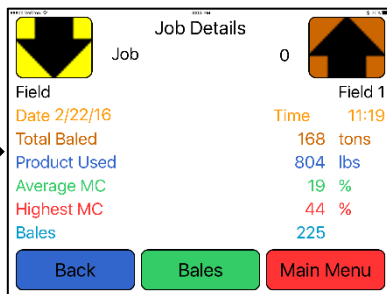 Job Details
Job 0
Field Field 1
Date 2/22/16 Time 11:19
Total Baled 168 tons
Product Used 804 lbs
Average MC 19 %
Highest MC 44 %
Bales 225
Back Bales Main Menu